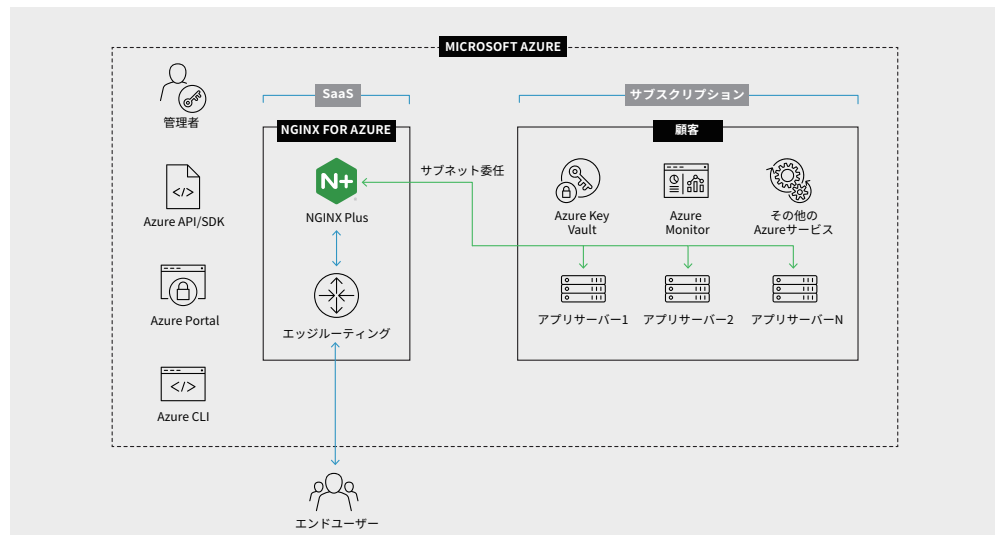 MICROSOFT AZURE
管理者
Azure API/SDK
</>
Azure Portal
Azure CLI
</>
SaaS
NGINX FOR AZURE
N+
NGINX Plus
エッジルーティング
サブネット委任
サブスクリプション
顧客
Azure Key
Vault
Azure
Monitor
その他の
Azureサービス
アプリサーバー1
アプリサーバー2
アプリサーバーN
エンドユーザー